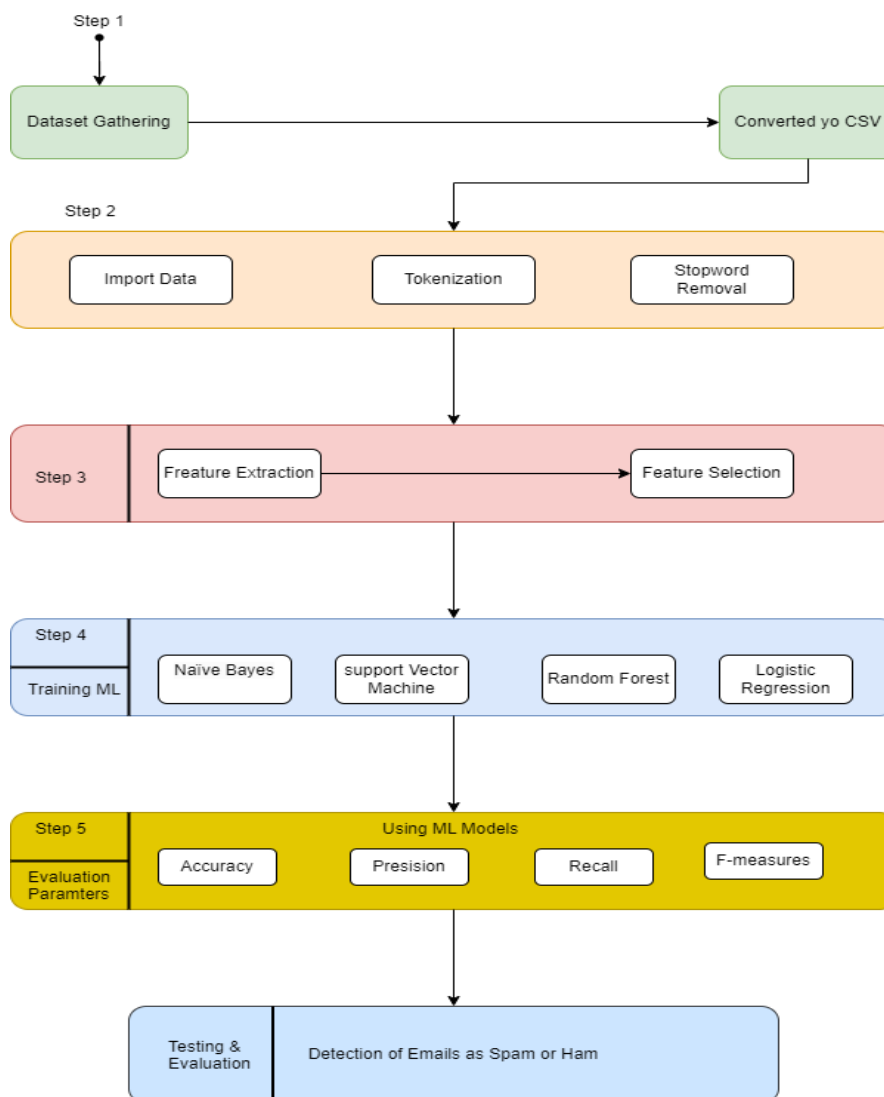 Step 1
Dataset Gathering
Converted yo CSV
Step 2
Import Data
Tokenization
Stopword
Removal
Step 3
Freature Extraction
Feature Selection
Step 4
Training ML
Naïve Bayes
support Vector
Machine
Random Forest
Logistic
Regression
Step 5
Evaluation
Paramters
Using ML Models
Accuracy
Presision
Recall
F-measures
Testing &
Evaluation
Detection of Emails as Spam or Ham